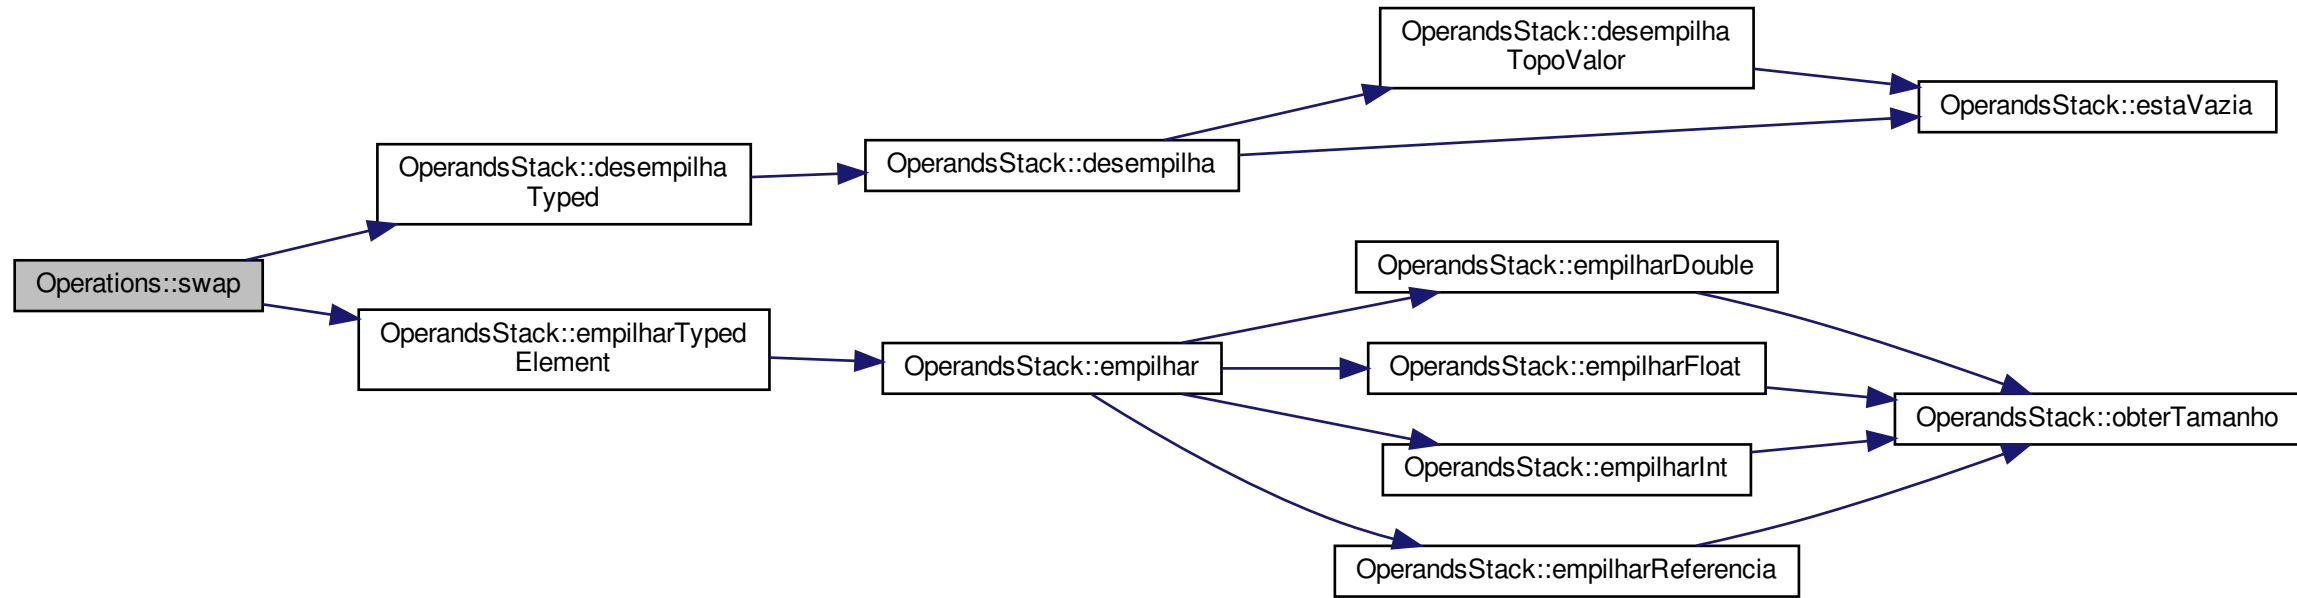 Operations::swap
OperandsStack::desempilha
Typed
OperandsStack::desempilha
OperandsStack::desempilha
TopoValor
OperandsStack::estaVazia
OperandsStack::empilharTyped
Element
OperandsStack::empilhar
OperandsStack::empilharDouble
OperandsStack::empilharFloat
OperandsStack::empilharInt
OperandsStack::empilharReferencia
OperandsStack::obterTamanho